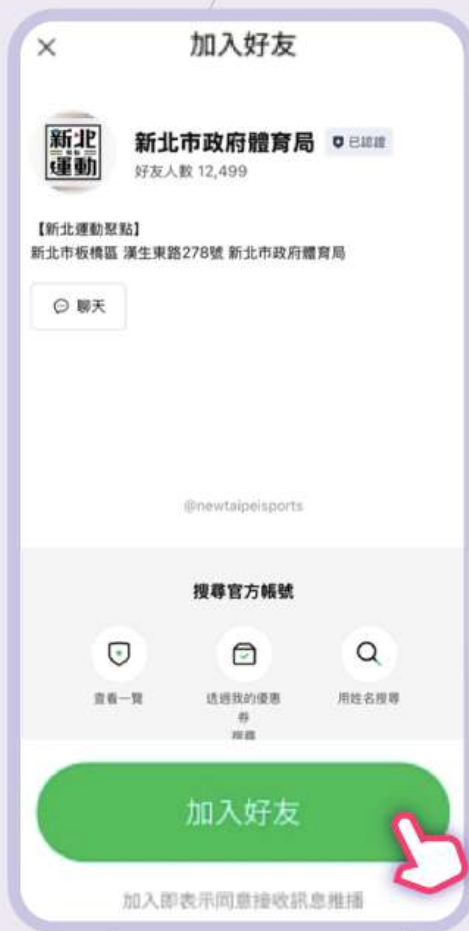 加入好友
新北
運動
新北市政府體育局 已認證
好友人數 12,499
【新北運動聚點】
新北市板橋區 漢生東路278號 新北市政府體育局
聊天
@newtaipeisports
搜尋官方帳號
查看一覽
透過我的優惠
券
搜尋
用姓名搜尋
加入好友
加入即表示同意接收訊息推播